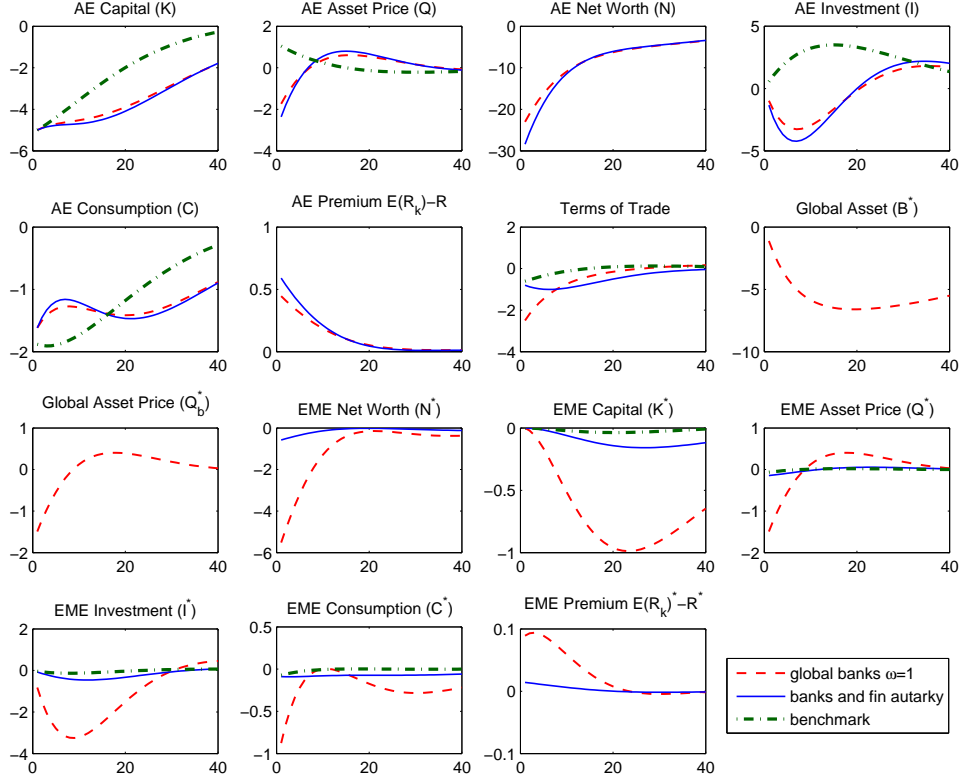 AE Capital (K)
0
−2
−4
−6
0 20 40
AE Asset Price (Q)
2
0
−2
−4
0 20 40
AE Net Worth (N)
0
−10
−20
−30
0 20 40
AE Investment (I)
5
0
−5
0 20 40
AE Consumption (C)
0
−1
−2
0 20 40
AE Premium E(R_k)−R
1
0.5
0
0 20 40
Terms of Trade
2
0
−2
−4
0 20 40
Global Asset (B^*)
0
−5
−10
0 20 40
Global Asset Price (Q_b^*)
1
0
−1
−2
0 20 40
EME Net Worth (N^*)
0
−2
−4
−6
0 20 40
EME Capital (K^*)
0
−0.5
−1
0 20 40
EME Asset Price (Q^*)
1
0
−1
−2
0 20 40
EME Investment (I^*)
2
0
−2
−4
0 20 40
EME Consumption (C^*)
0.5
0
−0.5
−1
0 20 40
EME Premium E(R_k)^*−R^*
0.1
0
−0.1
0 20 40
global banks ω=1
banks and fin autarky
benchmark